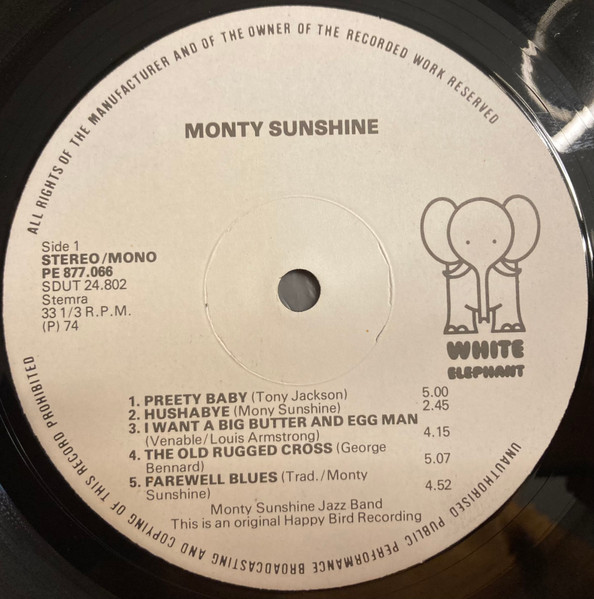 ALL RIGHTS OF THE MANUFACTURER AND OF THE OWNER OF THE RECORDED WORK RESERVED
MONTY SUNSHINE
Side 1
STEREO/MONO
PE 877.066
SDUT 24.802
Stemra
33 1/3 R.P.M.
(P) 74
WHITE
ELEPHANT
1. PREETY BABY (Tony Jackson) 5.00
2. HUSHABYE (Mony Sunshine) 2.45
3. I WANT A BIG BUTTER AND EGG MAN
(Venable/Louis Armstrong) 4.15
4. THE OLD RUGGED CROSS (George
Bennard) 5.07
5. FAREWELL BLUES (Trad./Monty
Sunshine) 4.52
Monty Sunshine Jazz Band
This is an original Happy Bird Recording
UNAUTHORISED PUBLIC PERFORMANCE BROADCASTING AND COPYING OF THIS RECORD PROHIBITED